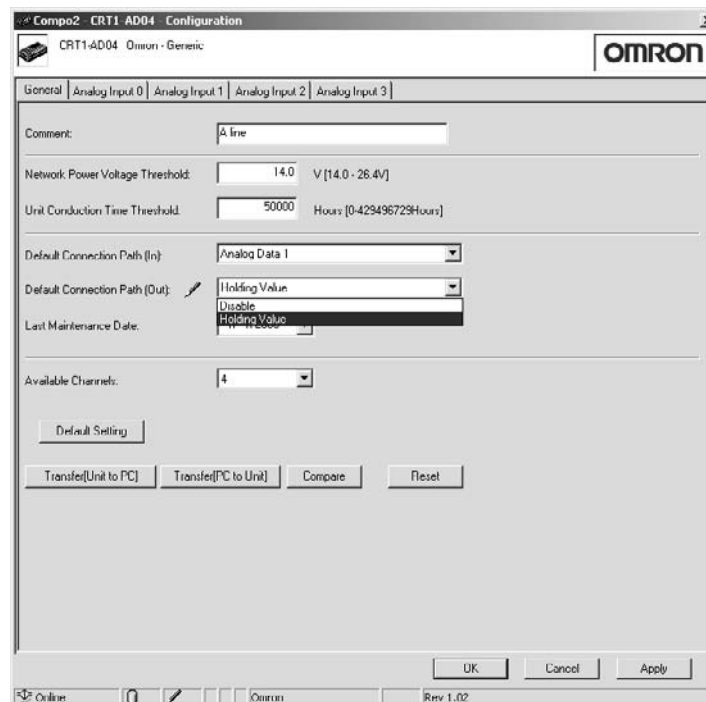 Compo2 - CRT1-AD04 - Configuration
CRT1-AD04 Omron - Generic
OMRON
General Analog Input 0 Analog Input 1 Analog Input 2 Analog Input 3
Comment: A line
Network Power Voltage Threshold: 14.0 V [14.0 - 26.4V]
Unit Conduction Time Threshold: 50000 Hours [0-429496729Hours]
Default Connection Path (In): Analog Data 1
Default Connection Path (Out): Holding Value
Disable
Holding Value
Last Maintenance Date:
Available Channels: 4
Default Setting
Transfer[Unit to PC] Transfer[PC to Unit] Compare Reset
OK Cancel Apply
Online 0 Omron Rev 1.02